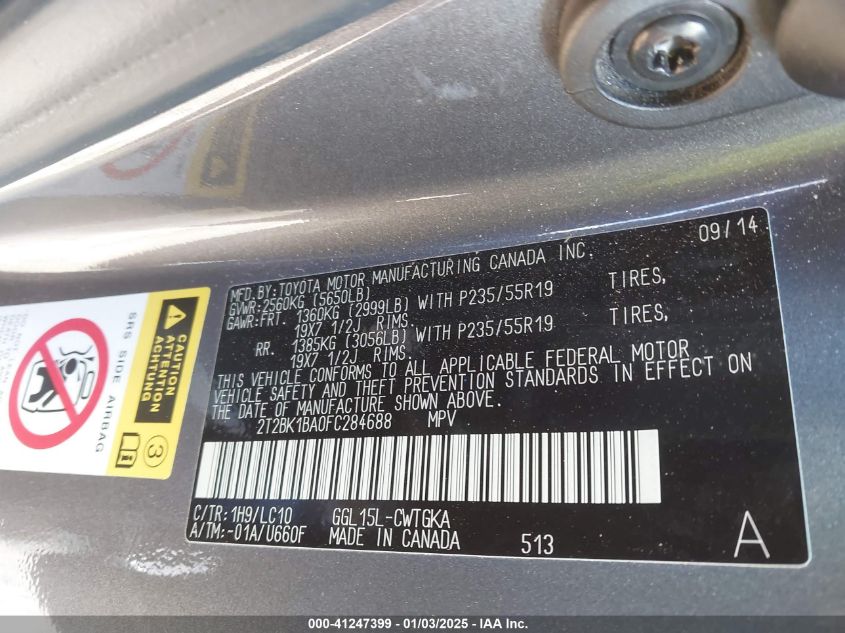 MFD.BY:TOYOTA MOTOR MANUFACTURING CANADA INC. 09/14
GVWR:2560KG (5650LB)
GAWR:FRT. 1360KG (2999LB) WITH P235/55R19 TIRES,
19X7 1/2J RIMS.
RR. 1385KG (3056LB) WITH P235/55R19 TIRES,
19X7 1/2J RIMS.
THIS VEHICLE CONFORMS TO ALL APPLICABLE FEDERAL MOTOR
VEHICLE SAFETY AND THEFT PREVENTION STANDARDS IN EFFECT ON
THE DATE OF MANUFACTURE SHOWN ABOVE.
2T2BK1BA0FC284688 MPV
C/TR: 1H9/LC10 GGL15L-CWTGKA
A/TM:-01A/U660F MADE IN CANADA 513 A
CAUTION
ATTENTION
ACHTUNG
SRS SIDE AIRBAG
3
000-41247399 - 01/03/2025 - IAA Inc.